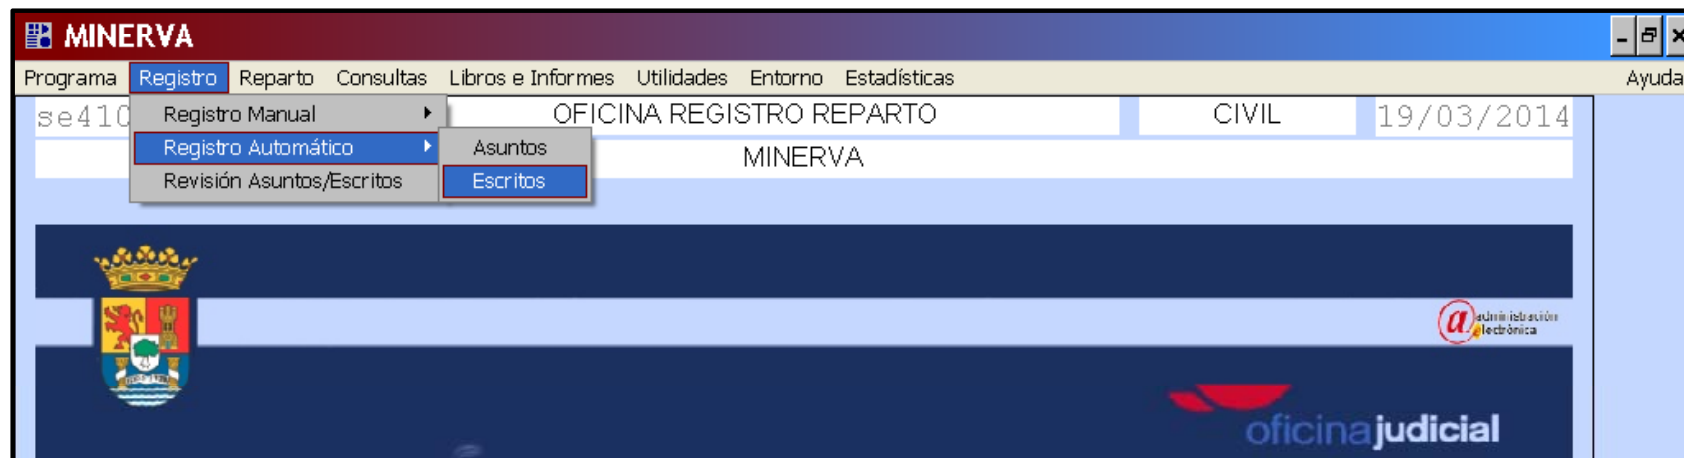 MINERVA
Programa Registro Reparto Consultas Libros e Informes Utilidades Entorno Estadísticas Ayuda
se410 OFICINA REGISTRO REPARTO CIVIL 19/03/2014
Registro Manual
Registro Automático Asuntos
MINERVA
Revisión Asuntos/Escritos Escritos
administración
electrónica
oficinajudicial